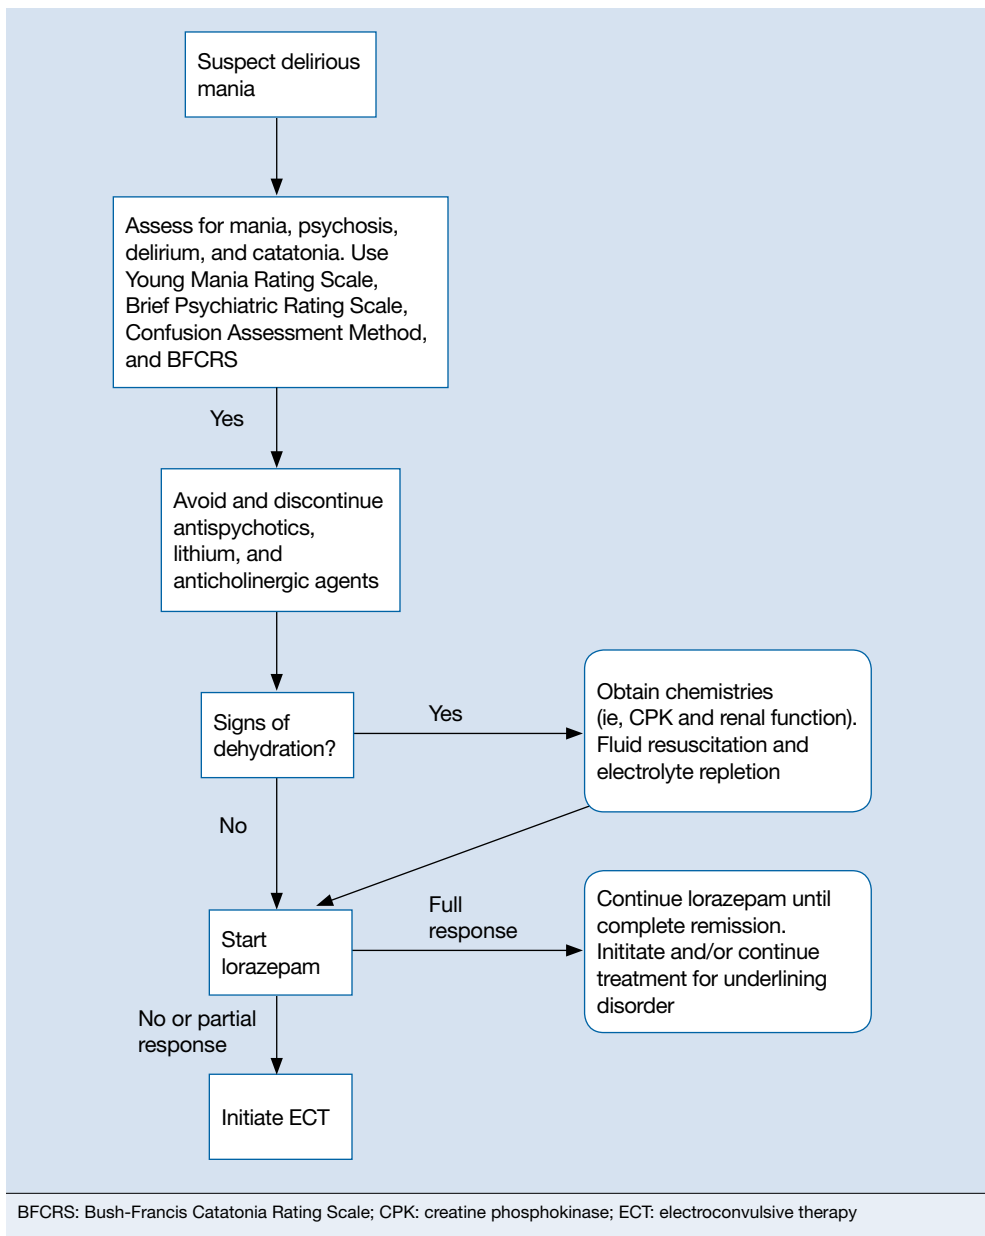 Suspect delirious
mania
Assess for mania, psychosis,
delirium, and catatonia. Use
Young Mania Rating Scale,
Brief Psychiatric Rating Scale,
Confusion Assessment Method,
and BFCRS
Yes
Avoid and discontinue
antispychotics,
lithium, and
anticholinergic agents
Signs of
dehydration?
Yes
Obtain chemistries
(ie, CPK and renal function).
Fluid resuscitation and
electrolyte repletion
No
Start
lorazepam
Full
response
Continue lorazepam until
complete remission.
Inititate and/or continue
treatment for underlining
disorder
No or partial
response
Initiate ECT
BFCRS: Bush-Francis Catatonia Rating Scale; CPK: creatine phosphokinase; ECT: electroconvulsive therapy